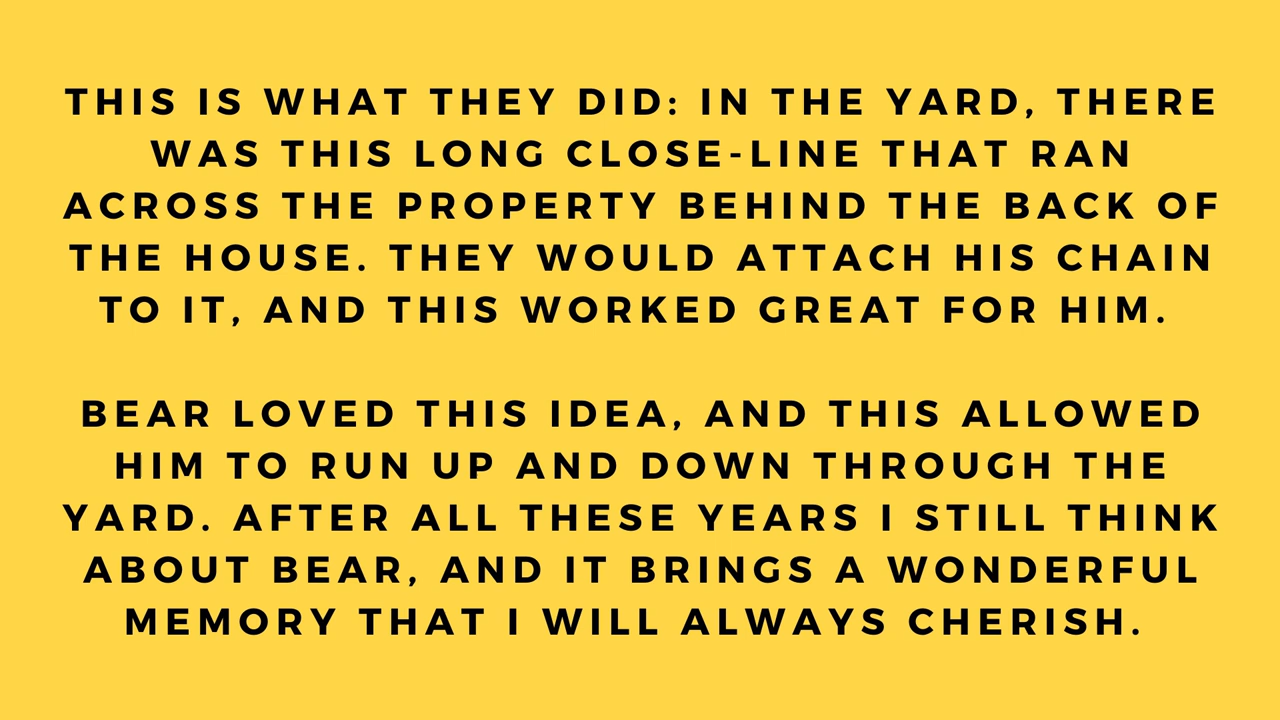 THIS IS WHAT THEY DID: IN THE YARD, THERE
WAS THIS LONG CLOSE-LINE THAT RAN
ACROSS THE PROPERTY BEHIND THE BACK OF
THE HOUSE. THEY WOULD ATTACH HIS CHAIN
TO IT, AND THIS WORKED GREAT FOR HIM.
BEAR LOVED THIS IDEA, AND THIS ALLOWED
HIM TO RUN UP AND DOWN THROUGH THE
YARD. AFTER ALL THESE YEARS I STILL THINK
ABOUT BEAR, AND IT BRINGS A WONDERFUL
MEMORY THAT I WILL ALWAYS CHERISH.